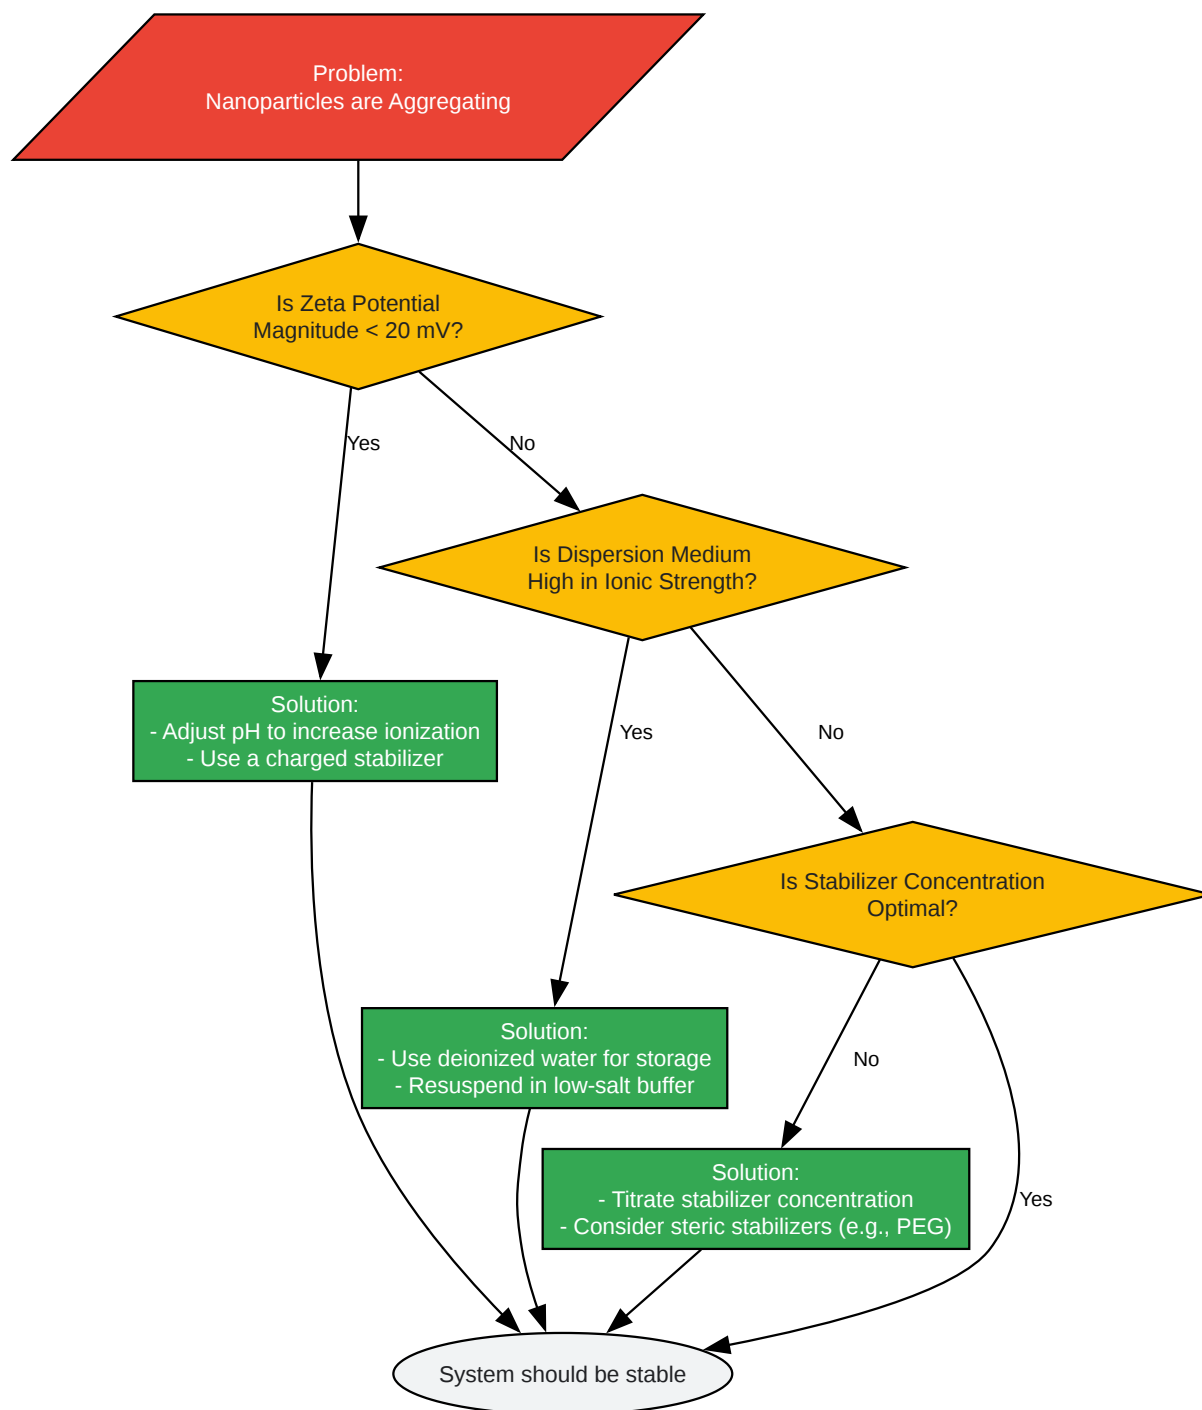 Problem:
Nanoparticles are Aggregating
Is Zeta Potential
Magnitude < 20 mV?
Yes
No
Is Dispersion Medium
High in Ionic Strength?
Solution:
- Adjust pH to increase ionization
- Use a charged stabilizer
Yes
No
Is Stabilizer Concentration
Optimal?
Solution:
- Use deionized water for storage
- Resuspend in low-salt buffer
No
Solution:
- Titrate stabilizer concentration
- Consider steric stabilizers (e.g., PEG)
Yes
System should be stable